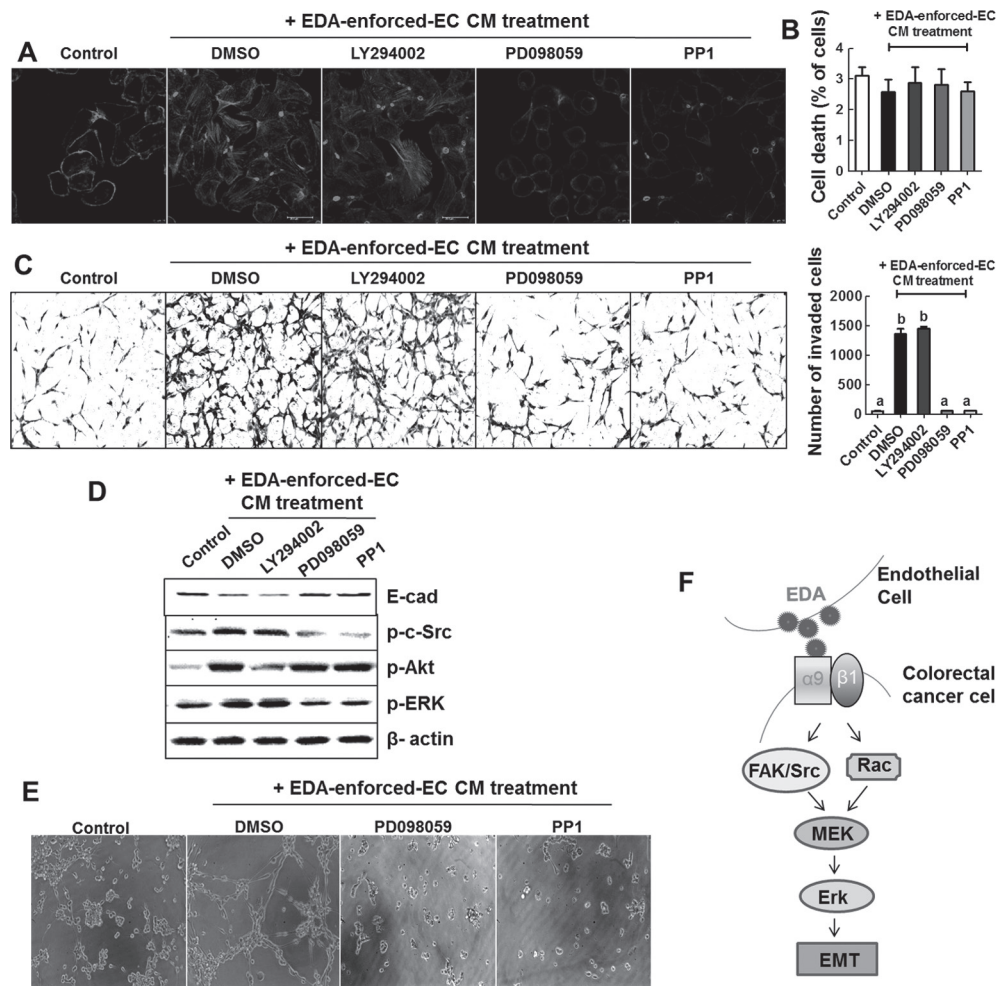 + EDA-enforced-EC CM treatment
A
Control DMSO LY294002 PD098059 PP1
B
+ EDA-enforced-EC
CM treatment
Cell death (% of cells)
4
3
2
1
0
Control DMSO LY294002 PD098059 PP1
+ EDA-enforced-EC CM treatment
C
Control DMSO LY294002 PD098059 PP1
+ EDA-enforced-EC
CM treatment
Number of invaded cells
2000
1500
1000
500
0
a b b a a
Control DMSO LY294002 PD098059 PP1
D
+ EDA-enforced-EC
CM treatment
Control DMSO LY294002 PD098059 PP1
E-cad
p-c-Src
p-Akt
p-ERK
β- actin
E
+ EDA-enforced-EC CM treatment
Control DMSO PD098059 PP1
F
Endothelial
Cell
EDA
α9 β1
Colorectal
cancer cel
FAK/Src Rac
MEK
Erk
EMT